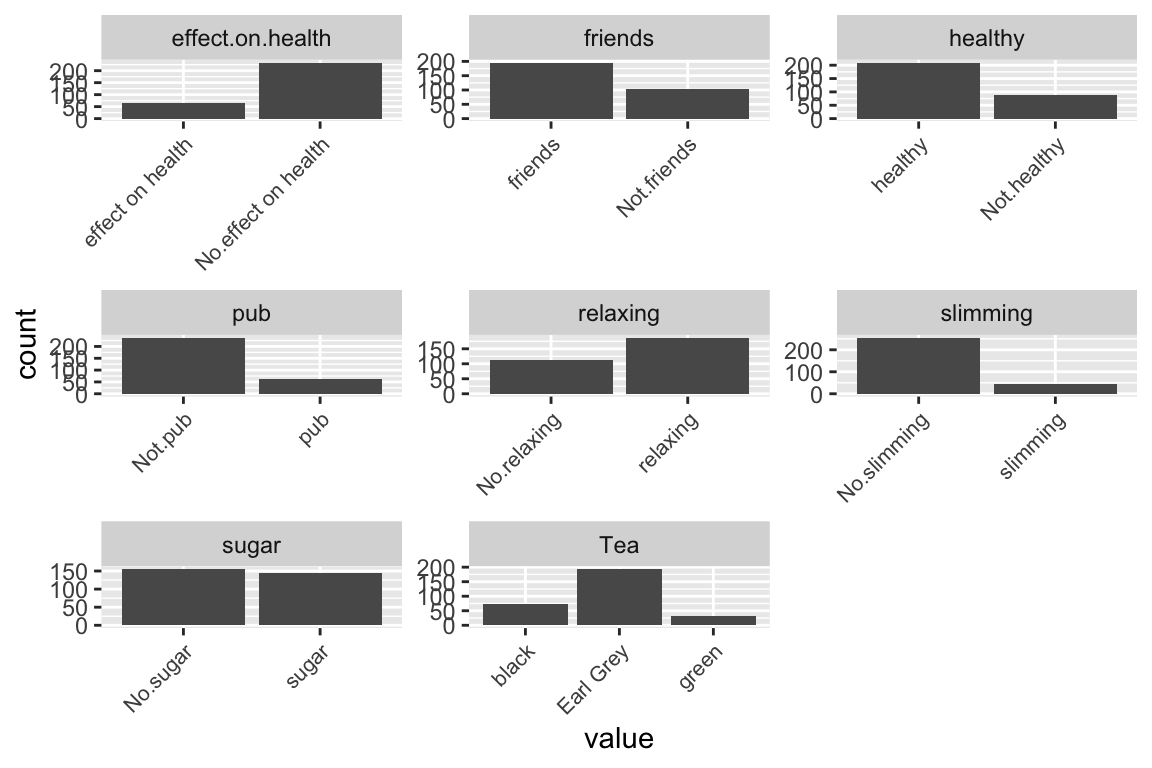 effect.on.health
friends
healthy
200
150
100
50
0
200
150
100
50
0
200
150
100
50
0
effect on health
No.effect on health
friends
Not.friends
healthy
Not.healthy
count
pub
relaxing
slimming
200
150
100
50
0
150
100
50
0
200
100
0
Not.pub
pub
No.relaxing
relaxing
No.slimming
slimming
sugar
Tea
150
100
50
0
200
150
100
50
0
No.sugar
sugar
black
Earl Grey
green
value